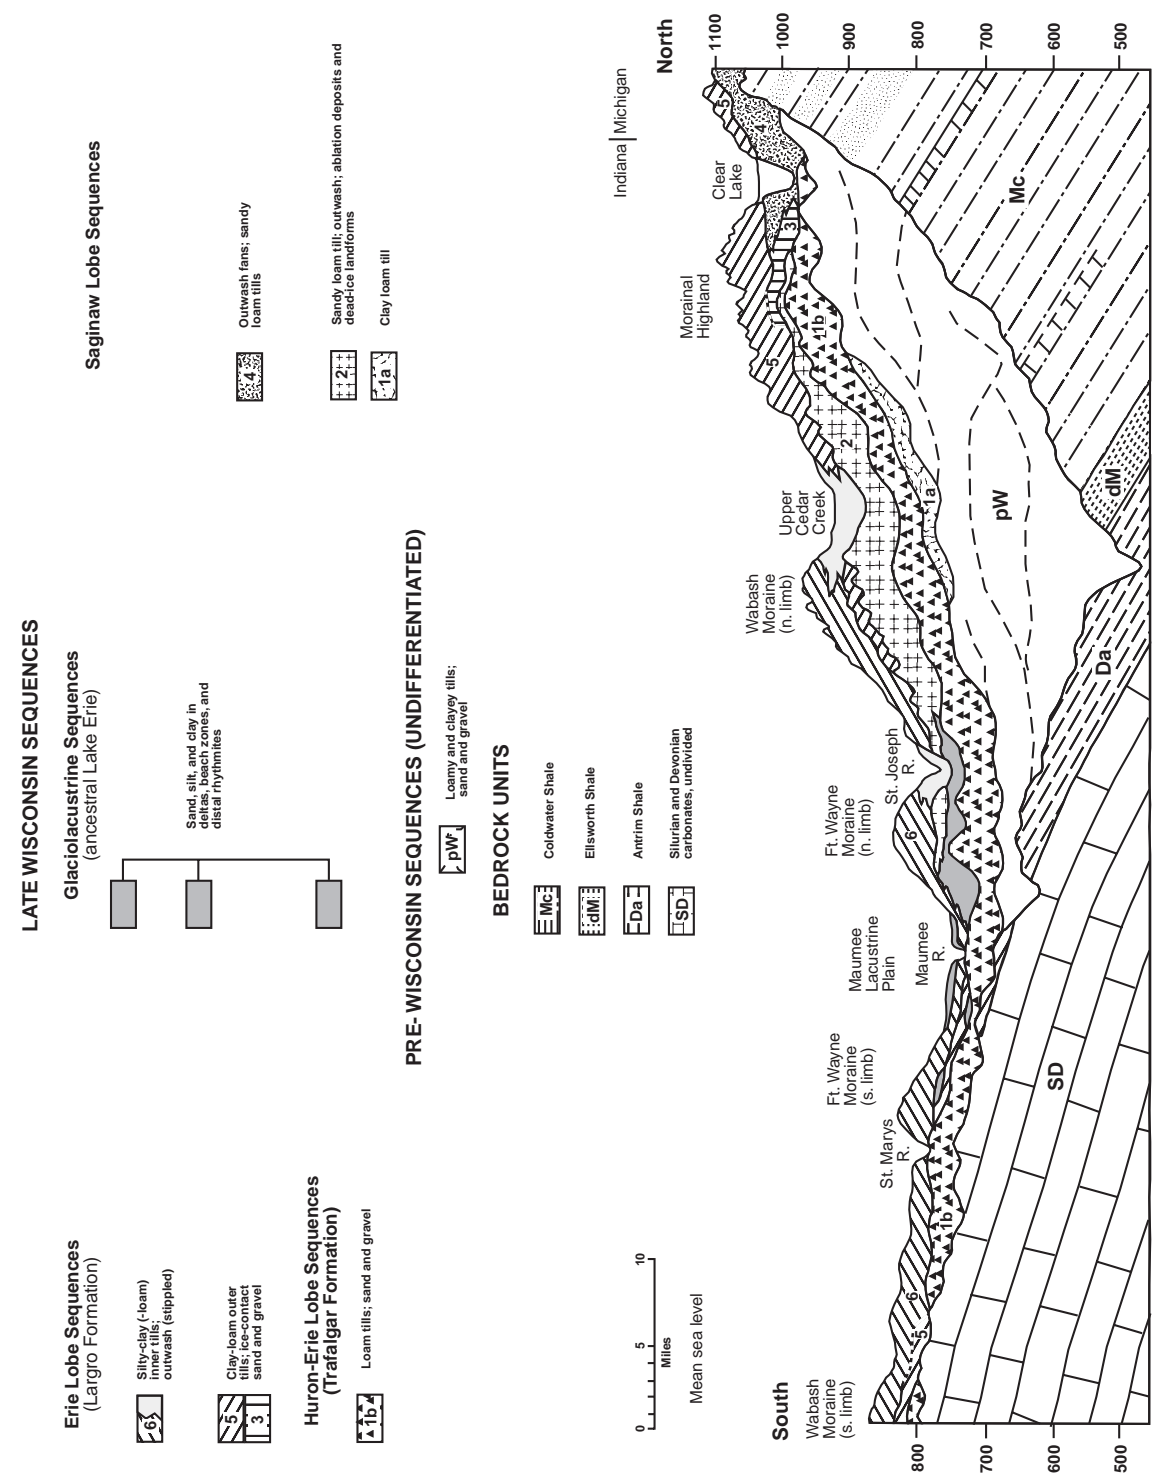 LATE WISCONSIN SEQUENCES
Erie Lobe Sequences
(Largro Formation)
6
Silty-clay (-loam)
inner tills;
outwash (stippled)
5
3
Clay-loam outer
tills; ice-contact
sand and gravel
Huron-Erie Lobe Sequences
(Trafalgar Formation)
1b
Loam tills; sand and gravel
Glaciolacustrine Sequences
(ancestral Lake Erie)
Sand, silt, and clay in
deltas, beach zones, and
distal rhythmites
Saginaw Lobe Sequences
4
Outwash fans; sandy
loam tills
2
Sandy loam till; outwash; ablation deposits and
dead-ice landforms
1a
Clay loam till
PRE- WISCONSIN SEQUENCES (UNDIFFERENTIATED)
pW
Loamy and clayey tills;
sand and gravel
BEDROCK UNITS
Mc
Coldwater Shale
dM
Ellsworth Shale
Da
Antrim Shale
SD
Silurian and Devonian
carbonates, undivided
0
5
10
Miles
Mean sea level
South
Wabash
Moraine
(s. limb)
St. Marys
R.
Ft. Wayne
Moraine
(s. limb)
Maumee
Lacustrine
Plain
Maumee
R.
Ft. Wayne
Moraine
(n. limb)
St. Joseph
R.
Wabash
Moraine
(n. limb)
Upper
Cedar
Creek
Morainal
Highland
Clear
Lake
Indiana
Michigan
North
1100
1000
900
800
700
600
500
800
700
600
500
6
5
1b
SD
6
Da
pW
dM
1a
2
5
1b
3
4
5
Mc